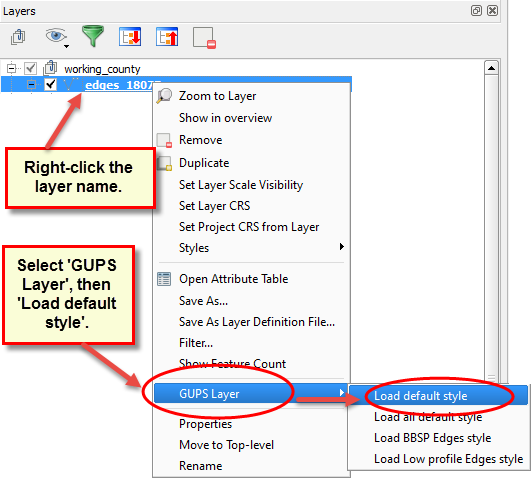 Layers
working_county
edges_1807
Zoom to Layer
Show in overview
Right-click the
layer name.
Remove
Duplicate
Set Layer Scale Visibility
Set Layer CRS
Set Project CRS from Layer
Styles
Select 'GUPS
Layer', then
'Load default
style'.
Open Attribute Table
Save As...
Save As Layer Definition File...
Filter...
Show Feature Count
GUPS Layer
Properties
Move to Top-level
Rename
Load default style
Load all default style
Load BBSP Edges style
Load Low profile Edges style